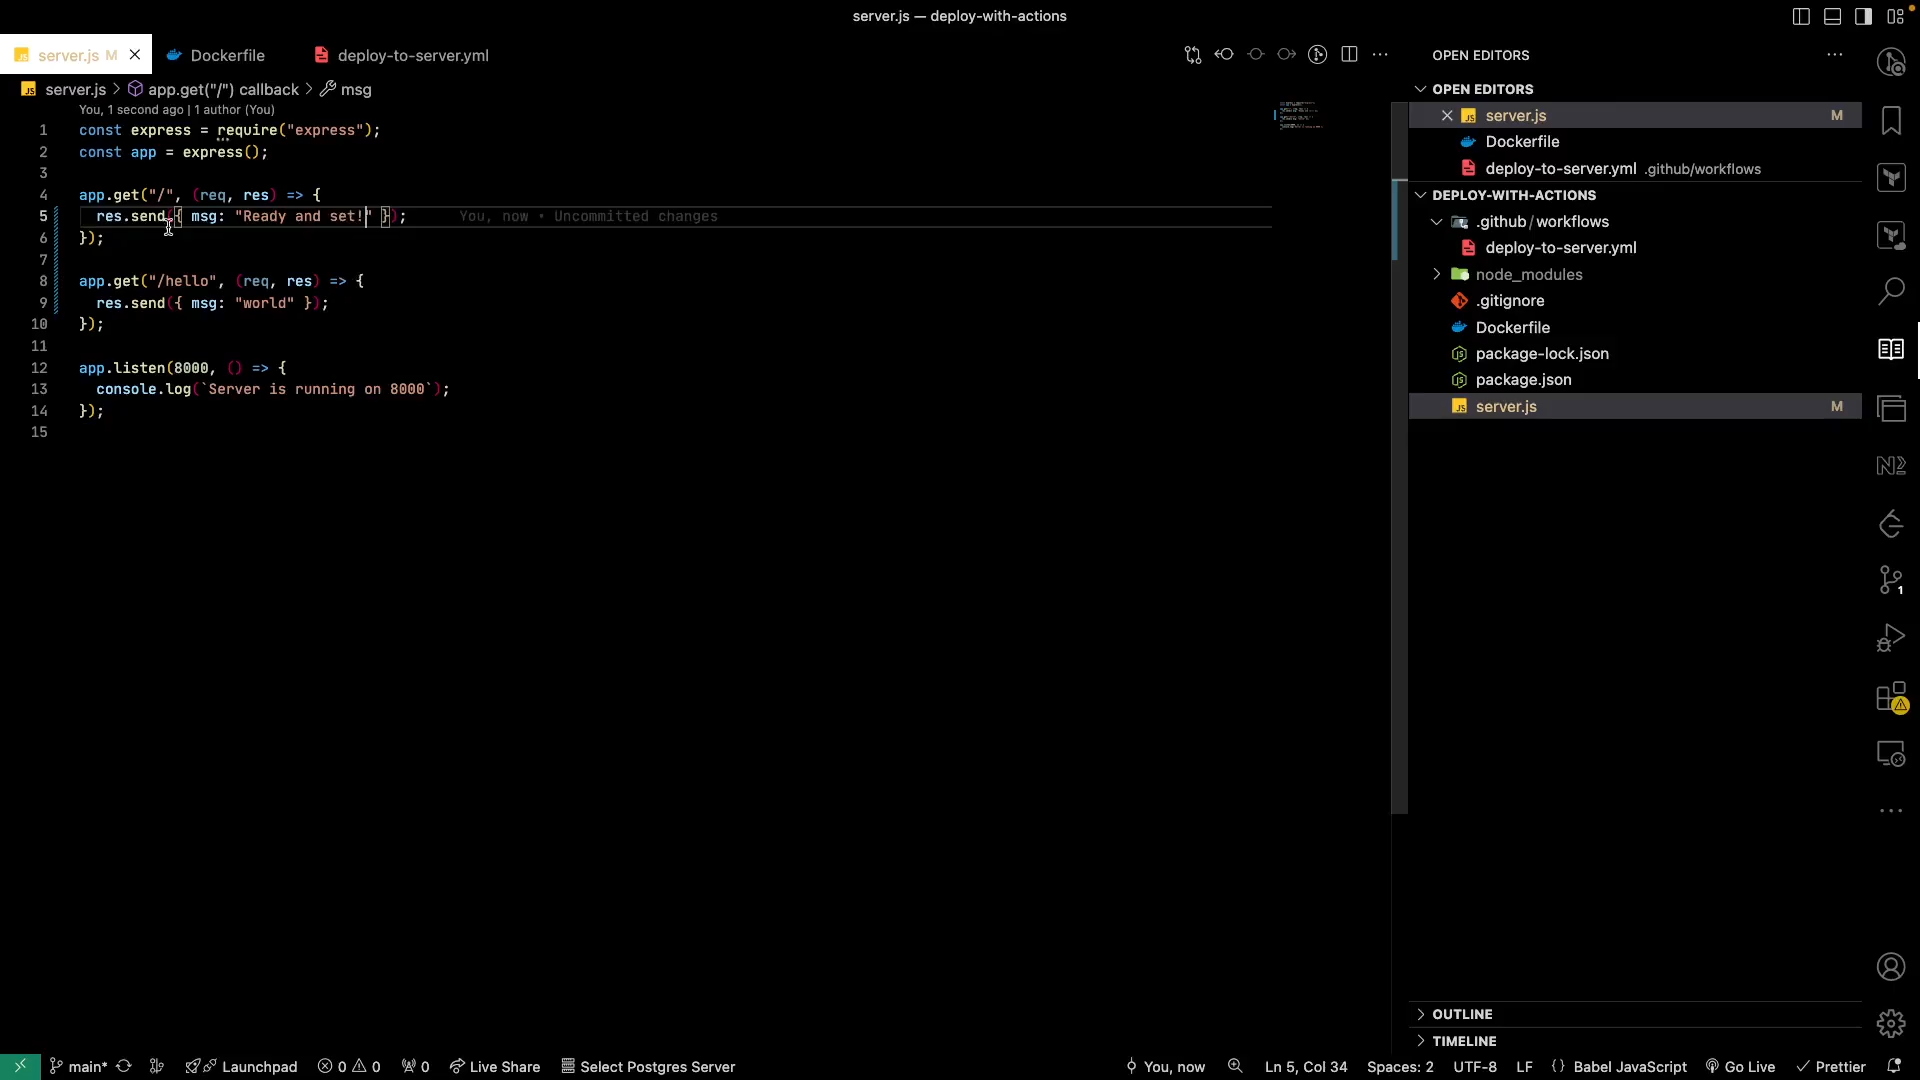 server.js — deploy-with-actions
server.js M
Dockerfile
deploy-to-server.yml
server.js > app.get("/") callback > msg
You, 1 second ago | 1 author (You)
1 const express = require("express");
2 const app = express();
3
4 app.get("/", (req, res) => {
5 res.send({ msg: "Ready and set!" }); You, now • Uncommitted changes
6 });
7
8 app.get("/hello", (req, res) => {
9 res.send({ msg: "world" });
10 });
11
12 app.listen(8000, () => {
13 console.log(`Server is running on 8000`);
14 });
15
OPEN EDITORS
OPEN EDITORS
server.js M
Dockerfile
deploy-to-server.yml .github/workflows
DEPLOY-WITH-ACTIONS
.github/workflows
deploy-to-server.yml
node_modules
.gitignore
Dockerfile
package-lock.json
package.json
server.js M
OUTLINE
TIMELINE
1
main* Launchpad 0 0 0 Live Share Select Postgres Server
You, now Ln 5, Col 34 Spaces: 2 UTF-8 LF {} Babel JavaScript Go Live Prettier